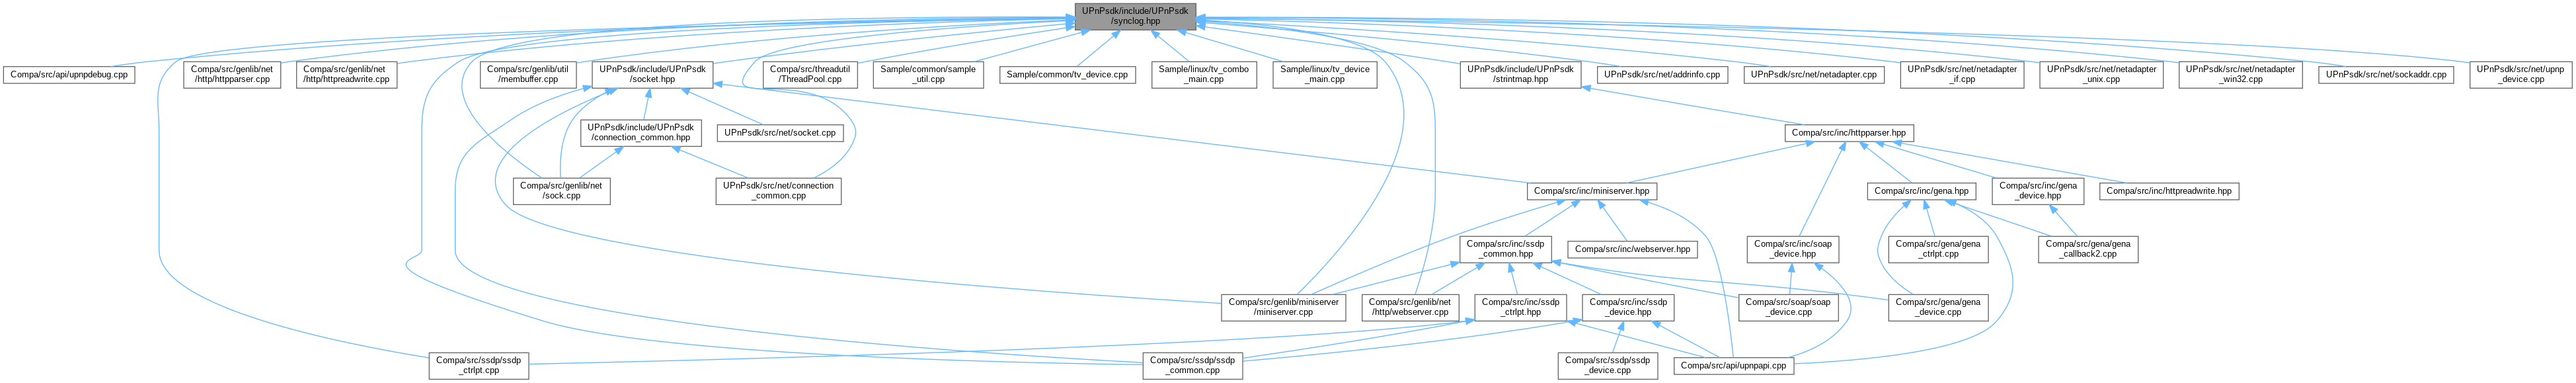 UPnPsdk/include/UPnPsdk
/synclog.hpp
Compa/src/api/upnpdebug.cpp
Compa/src/genlib/net
/http/httpparser.cpp
Compa/src/genlib/net
/http/httpreadwrite.cpp
Compa/src/genlib/util
/membuffer.cpp
UPnPsdk/include/UPnPsdk
/socket.hpp
Compa/src/threadutil
/ThreadPool.cpp
Sample/common/sample
_util.cpp
Sample/common/tv_device.cpp
Sample/linux/tv_combo
_main.cpp
Sample/linux/tv_device
_main.cpp
UPnPsdk/include/UPnPsdk
/strintmap.hpp
UPnPsdk/src/net/addrinfo.cpp
UPnPsdk/src/net/netadapter.cpp
UPnPsdk/src/net/netadapter
_if.cpp
UPnPsdk/src/net/netadapter
_unix.cpp
UPnPsdk/src/net/netadapter
_win32.cpp
UPnPsdk/src/net/sockaddr.cpp
UPnPsdk/src/net/upnp
_device.cpp
UPnPsdk/include/UPnPsdk
/connection_common.hpp
UPnPsdk/src/net/socket.cpp
Compa/src/inc/httpparser.hpp
Compa/src/genlib/net
/sock.cpp
UPnPsdk/src/net/connection
_common.cpp
Compa/src/inc/miniserver.hpp
Compa/src/inc/gena.hpp
Compa/src/inc/gena
_device.hpp
Compa/src/inc/httpreadwrite.hpp
Compa/src/inc/ssdp
_common.hpp
Compa/src/inc/webserver.hpp
Compa/src/inc/soap
_device.hpp
Compa/src/gena/gena
_ctrlpt.cpp
Compa/src/gena/gena
_callback2.cpp
Compa/src/genlib/miniserver
/miniserver.cpp
Compa/src/genlib/net
/http/webserver.cpp
Compa/src/inc/ssdp
_ctrlpt.hpp
Compa/src/inc/ssdp
_device.hpp
Compa/src/soap/soap
_device.cpp
Compa/src/gena/gena
_device.cpp
Compa/src/ssdp/ssdp
_ctrlpt.cpp
Compa/src/ssdp/ssdp
_common.cpp
Compa/src/ssdp/ssdp
_device.cpp
Compa/src/api/upnpapi.cpp